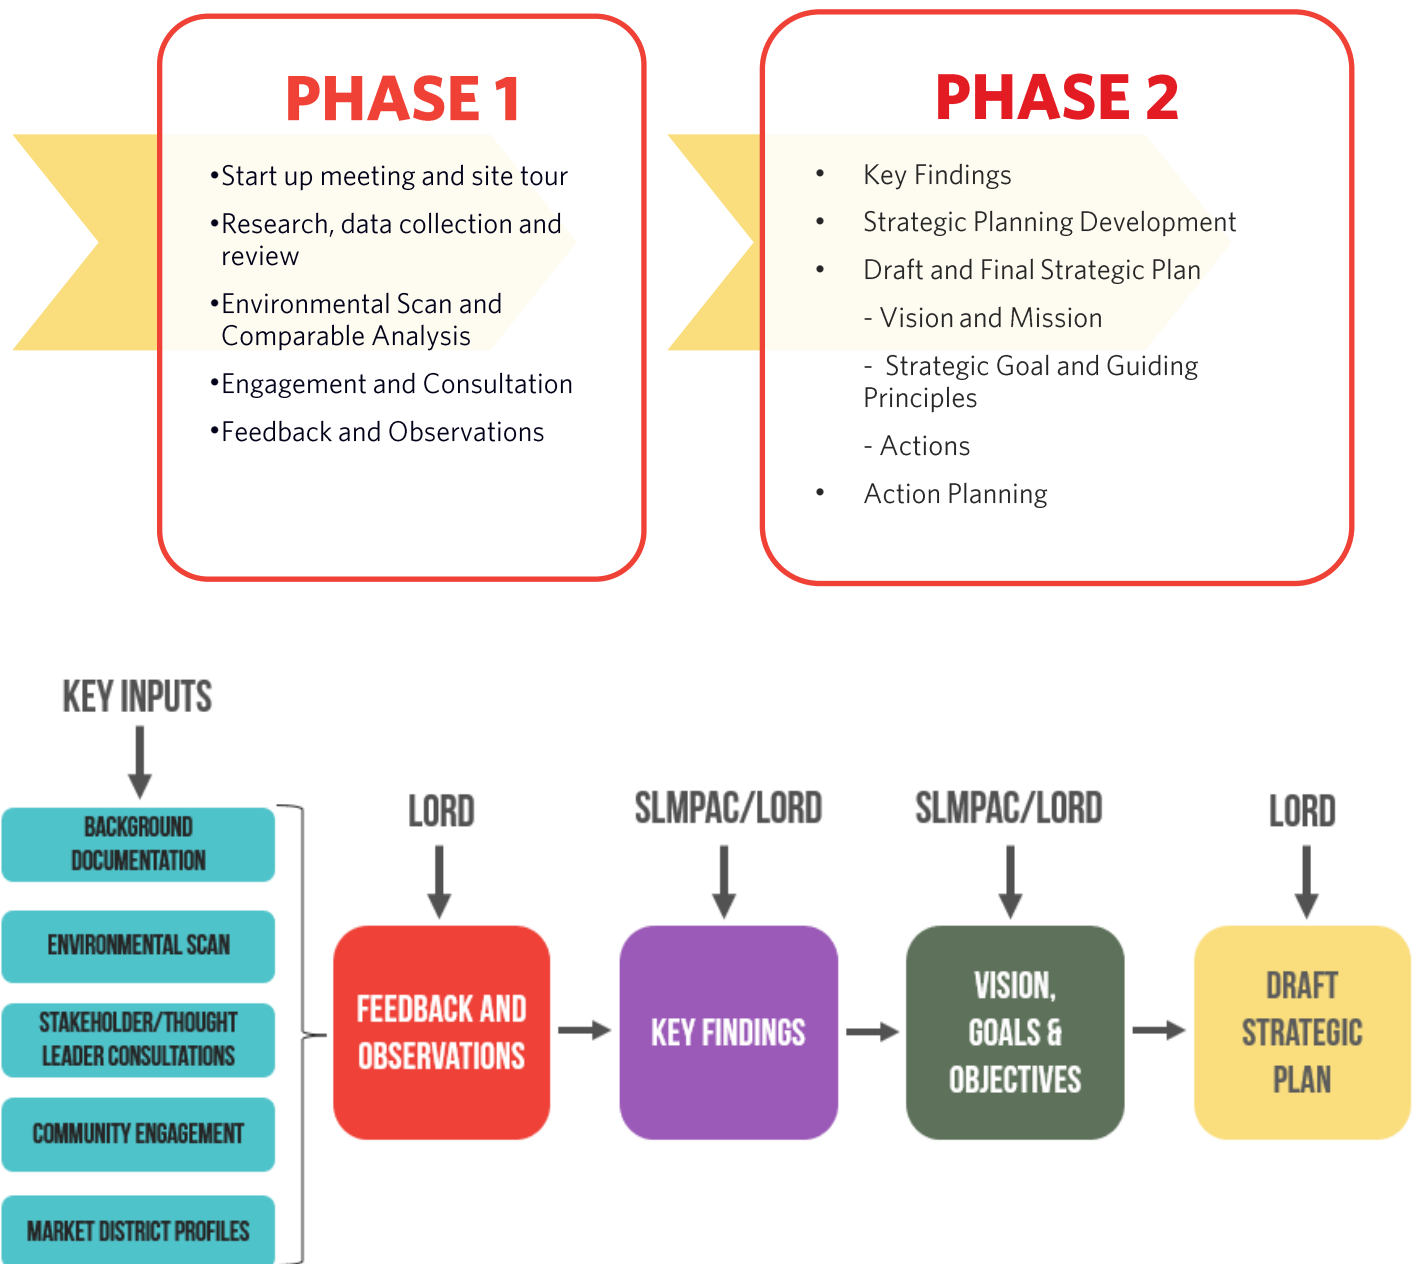 PHASE 1
•Start up meeting and site tour
•Research, data collection and
review
•Environmental Scan and
Comparable Analysis
•Engagement and Consultation
•Feedback and Observations
PHASE 2
• Key Findings
• Strategic Planning Development
• Draft and Final Strategic Plan
- Vision and Mission
- Strategic Goal and Guiding
Principles
- Actions
• Action Planning
KEY INPUTS
BACKGROUND
DOCUMENTATION
ENVIRONMENTAL SCAN
STAKEHOLDER/THOUGHT
LEADER CONSULTATIONS
COMMUNITY ENGAGEMENT
MARKET DISTRICT PROFILES
LORD
FEEDBACK AND
OBSERVATIONS
SLMPAC/LORD
KEY FINDINGS
SLMPAC/LORD
VISION,
GOALS &
OBJECTIVES
LORD
DRAFT
STRATEGIC
PLAN